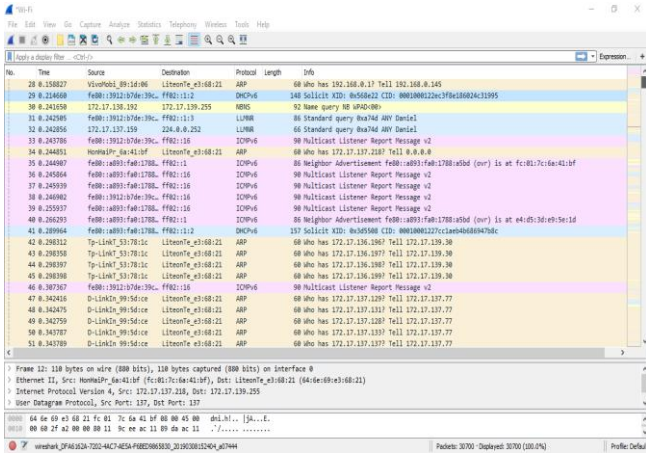 *Wi-Fi
File Edit View Go Capture Analyze Statistics Telephony Wireless Tools Help
Apply a display filter ... <Ctrl-/> Expression... +
No. Time Source Destination Protocol Length Info
28 0.158827 VivoMobi_89:1d:06 LiteonTe_e3:68:21 ARP 60 Who has 192.168.0.1? Tell 192.168.0.145
29 0.214660 fe80::3912:b7de:39c… ff02::1:2 DHCPv6 148 Solicit XID: 0x568e22 CID: 0001000122ec3f8e186024c31995
30 0.241650 172.17.138.192 172.17.139.255 NBNS 92 Name query NB WPAD<00>
31 0.242505 fe80::3912:b7de:39c… ff02::1:3 LLMNR 86 Standard query 0xa74d ANY Daniel
32 0.242856 172.17.137.159 224.0.0.252 LLMNR 66 Standard query 0xa74d ANY Daniel
33 0.243786 fe80::3912:b7de:39c… ff02::16 ICMPv6 90 Multicast Listener Report Message v2
34 0.244851 HonHaiPr_6a:41:bf LiteonTe_e3:68:21 ARP 60 Who has 172.17.137.218? Tell 0.0.0.0
35 0.244907 fe80::a893:fa0:1788… ff02::1 ICMPv6 86 Neighbor Advertisement fe80::a893:fa0:1788:a5bd (ovr) is at fc:01:7c:6a:41:bf
36 0.245864 fe80::a893:fa0:1788… ff02::16 ICMPv6 90 Multicast Listener Report Message v2
37 0.245939 fe80::a893:fa0:1788… ff02::16 ICMPv6 90 Multicast Listener Report Message v2
38 0.246902 fe80::3912:b7de:39c… ff02::16 ICMPv6 90 Multicast Listener Report Message v2
39 0.255937 fe80::a893:fa0:1788… ff02::16 ICMPv6 90 Multicast Listener Report Message v2
40 0.266293 fe80::a893:fa0:1788… ff02::1 ICMPv6 86 Neighbor Advertisement fe80::a893:fa0:1788:a5bd (ovr) is at e4:d5:3d:e9:5e:1d
41 0.289964 fe80::a893:fa0:1788… ff02::1:2 DHCPv6 157 Solicit XID: 0x3d5508 CID: 00010001227cc1aeb4b686947b8c
42 0.298312 Tp-LinkT_53:78:1c LiteonTe_e3:68:21 ARP 60 Who has 172.17.136.196? Tell 172.17.139.30
43 0.298358 Tp-LinkT_53:78:1c LiteonTe_e3:68:21 ARP 60 Who has 172.17.136.197? Tell 172.17.139.30
44 0.298397 Tp-LinkT_53:78:1c LiteonTe_e3:68:21 ARP 60 Who has 172.17.136.198? Tell 172.17.139.30
45 0.298398 Tp-LinkT_53:78:1c LiteonTe_e3:68:21 ARP 60 Who has 172.17.136.199? Tell 172.17.139.30
46 0.307367 fe80::3912:b7de:39c… ff02::16 ICMPv6 90 Multicast Listener Report Message v2
47 0.342416 D-LinkIn_99:5d:ce LiteonTe_e3:68:21 ARP 60 Who has 172.17.137.129? Tell 172.17.137.77
48 0.342475 D-LinkIn_99:5d:ce LiteonTe_e3:68:21 ARP 60 Who has 172.17.137.131? Tell 172.17.137.77
49 0.342759 D-LinkIn_99:5d:ce LiteonTe_e3:68:21 ARP 60 Who has 172.17.137.128? Tell 172.17.137.77
50 0.343787 D-LinkIn_99:5d:ce LiteonTe_e3:68:21 ARP 60 Who has 172.17.137.133? Tell 172.17.137.77
51 0.343789 D-LinkIn_99:5d:ce LiteonTe_e3:68:21 ARP 60 Who has 172.17.137.132? Tell 172.17.137.77
> Frame 12: 110 bytes on wire (880 bits), 110 bytes captured (880 bits) on interface 0
> Ethernet II, Src: HonHaiPr_6a:41:bf (fc:01:7c:6a:41:bf), Dst: LiteonTe_e3:68:21 (64:6e:69:e3:68:21)
> Internet Protocol Version 4, Src: 172.17.137.218, Dst: 172.17.139.255
> User Datagram Protocol, Src Port: 137, Dst Port: 137
0000 64 6e 69 e3 68 21 fc 01 7c 6a 41 bf 08 00 45 00 dni.h!.. |jA...E.
0010 00 60 2f a2 00 00 80 11 9c ee ac 11 89 da ac 11 .`/..... ........
wireshark_DFA6162A-7202-4AC7-AE5A-F6BED9865830_20190308152404_a07444 Packets: 30700 · Displayed: 30700 (100.0%) Profile: Defaul